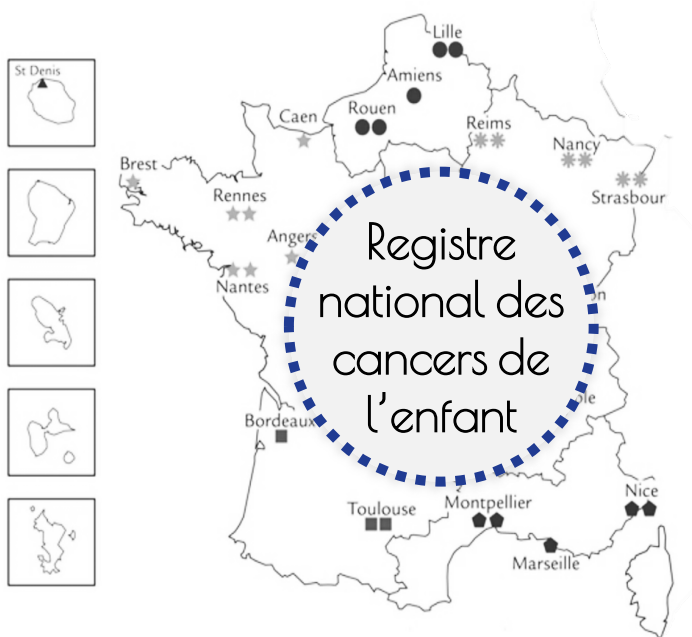 Lille
St Denis
Amiens
Rouen
Caen
Reims
Nancy
Brest
Rennes
Strasbour
Angers
Nantes
Registre
national des
cancers de
l'enfant
Bordeaux
Toulouse
Montpellier
Nice
Marseille